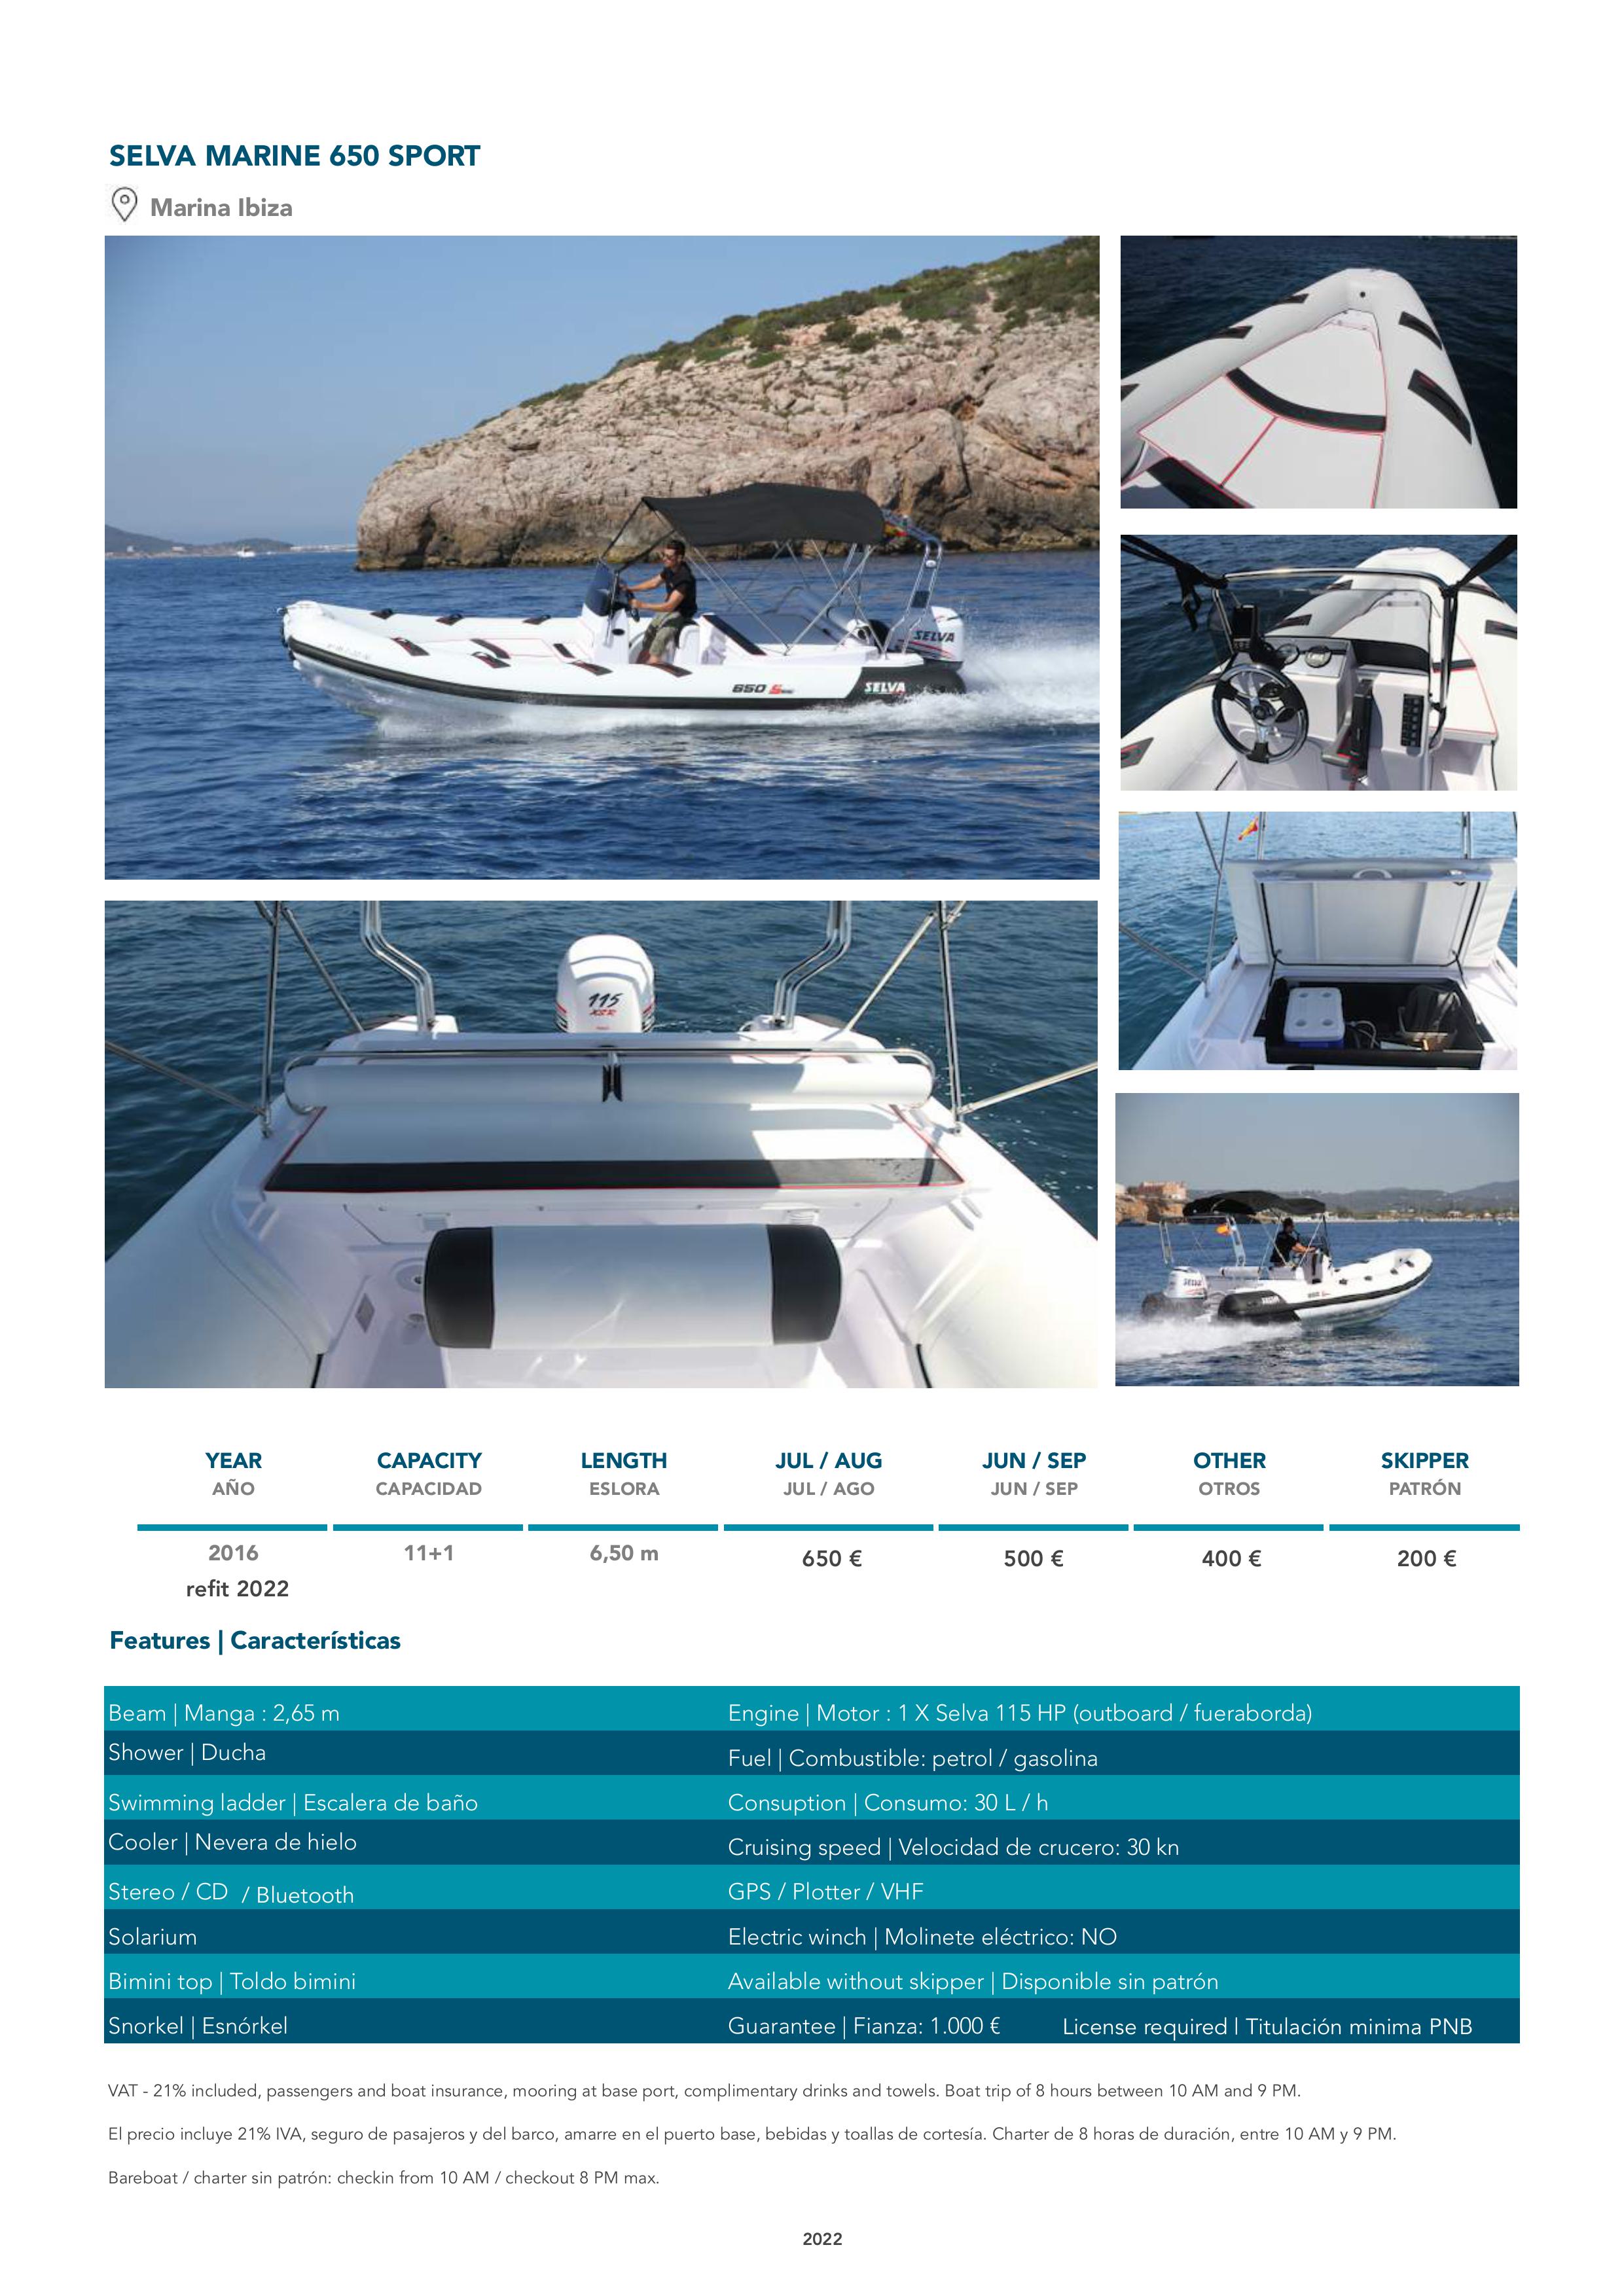 SELVA MARINE 650 SPORT
Marina Ibiza
SELVA
650
SELVA
115
XSR
YEAR CAPACITY LENGTH JUL / AUG JUN / SEP OTHER SKIPPER
AÑO CAPACIDAD ESLORA JUL / AGO JUN / SEP OTROS PATRÓN
2016 11+1 6,50 m 650 € 500 € 400 € 200 €
refit 2022
Features | Características
Beam | Manga : 2,65 m Engine | Motor : 1 X Selva 115 HP (outboard / fueraborda)
Shower | Ducha Fuel | Combustible: petrol / gasolina
Swimming ladder | Escalera de baño Consuption | Consumo: 30 L / h
Cooler | Nevera de hielo Cruising speed | Velocidad de crucero: 30 kn
Stereo / CD / Bluetooth GPS / Plotter / VHF
Solarium Electric winch | Molinete eléctrico: NO
Bimini top | Toldo bimini Available without skipper | Disponible sin patrón
Snorkel | Esnórkel Guarantee | Fianza: 1.000 € License required l Titulación minima PNB
VAT - 21% included, passengers and boat insurance, mooring at base port, complimentary drinks and towels. Boat trip of 8 hours between 10 AM and 9 PM.
El precio incluye 21% IVA, seguro de pasajeros y del barco, amarre en el puerto base, bebidas y toallas de cortesía. Charter de 8 horas de duración, entre 10 AM y 9 PM.
Bareboat / charter sin patrón: checkin from 10 AM / checkout 8 PM max.
2022